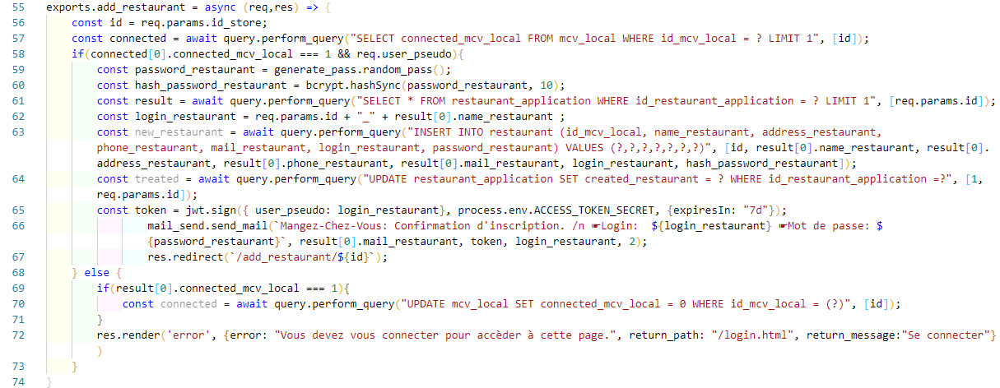 55 exports.add_restaurant = async (req,res) => {
56 const id = req.params.id_store;
57 const connected = await query.perform_query("SELECT connected_mcv_local FROM mcv_local WHERE id_mcv_local = ? LIMIT 1", [id]);
58 if(connected[0].connected_mcv_local === 1 && req.user_pseudo){
59 const password_restaurant = generate_pass.random_pass();
60 const hash_password_restaurant = bcrypt.hashSync(password_restaurant, 10);
61 const result = await query.perform_query("SELECT * FROM restaurant_application WHERE id_restaurant_application = ? LIMIT 1", [req.params.id]);
62 const login_restaurant = req.params.id + "_" + result[0].name_restaurant ;
63 const new_restaurant = await query.perform_query("INSERT INTO restaurant (id_mcv_local, name_restaurant, address_restaurant,
phone_restaurant, mail_restaurant, login_restaurant, password_restaurant) VALUES (?,?,?,?,?,?,?)", [id, result[0].name_restaurant, result[0].
address_restaurant, result[0].phone_restaurant, result[0].mail_restaurant, login_restaurant, hash_password_restaurant]);
64 const treated = await query.perform_query("UPDATE restaurant_application SET created_restaurant = ? WHERE id_restaurant_application =?", [1,
req.params.id]);
65 const token = jwt.sign({ user_pseudo: login_restaurant}, process.env.ACCESS_TOKEN_SECRET, {expiresIn: "7d"});
66 mail_send.send_mail(`Mangez-Chez-Vous: Confirmation d'inscription. /n ☛Login:  ${login_restaurant} ☛Mot de passe: $
{password_restaurant}`, result[0].mail_restaurant, token, login_restaurant, 2);
67 res.redirect(`/add_restaurant/${id}`);
68 } else {
69 if(result[0].connected_mcv_local === 1){
70 const connected = await query.perform_query("UPDATE mcv_local SET connected_mcv_local = 0 WHERE id_mcv_local = (?)", [id]);
71 }
72 res.render('error', {error: "Vous devez vous connecter pour accèder à cette page.", return_path: "/login.html", return_message:"Se connecter"}
)
73 }
74 }